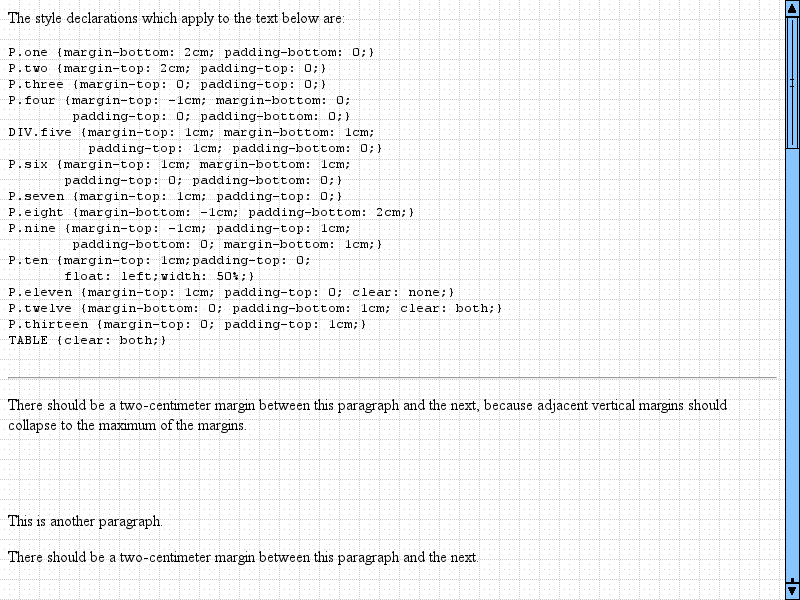 The style declarations which apply to the text below are:
P.one {margin-bottom: 2cm; padding-bottom: 0;}
P.two {margin-top: 2cm; padding-top: 0;}
P.three {margin-top: 0; padding-top: 0;}
P.four {margin-top: -1cm; margin-bottom: 0;
padding-top: 0; padding-bottom: 0;}
DIV.five {margin-top: 1cm; margin-bottom: 1cm;
padding-top: 1cm; padding-bottom: 0;}
P.six {margin-top: 1cm; margin-bottom: 1cm;
padding-top: 0; padding-bottom: 0;}
P.seven {margin-top: 1cm; padding-top: 0;}
P.eight {margin-bottom: -1cm; padding-bottom: 2cm;}
P.nine {margin-top: -1cm; padding-top: 1cm;
padding-bottom: 0; margin-bottom: 1cm;}
P.ten {margin-top: 1cm;padding-top: 0;
float: left;width: 50%;}
P.eleven {margin-top: 1cm; padding-top: 0; clear: none;}
P.twelve {margin-bottom: 0; padding-bottom: 1cm; clear: both;}
P.thirteen {margin-top: 0; padding-top: 1cm;}
TABLE {clear: both;}
There should be a two-centimeter margin between this paragraph and the next, because adjacent vertical margins should
collapse to the maximum of the margins.
This is another paragraph.
There should be a two-centimeter margin between this paragraph and the next.